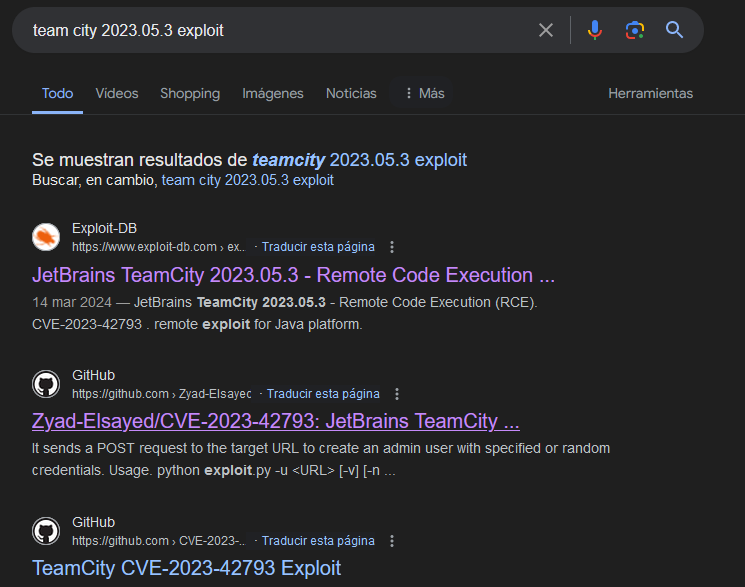 team city 2023.05.3 exploit
Todo Videos Shopping Imágenes Noticias Más Herramientas
Se muestran resultados de teamcity 2023.05.3 exploit
Buscar, en cambio, team city 2023.05.3 exploit
Exploit-DB
https://www.exploit-db.com › ex.. · Traducir esta página
JetBrains TeamCity 2023.05.3 - Remote Code Execution ...
14 mar 2024 — JetBrains TeamCity 2023.05.3 - Remote Code Execution (RCE).
CVE-2023-42793 . remote exploit for Java platform.
GitHub
https://github.com › Zyad-Elsayec · Traducir esta página
Zyad-Elsayed/CVE-2023-42793: JetBrains TeamCity ...
It sends a POST request to the target URL to create an admin user with specified or random
credentials. Usage. python exploit.py -u <URL> [-v] [-n ...
GitHub
https://github.com › CVE-2023-.. · Traducir esta página
TeamCity CVE-2023-42793 Exploit